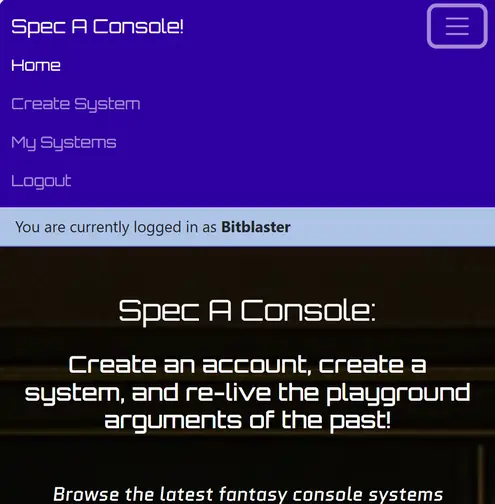 Spec A Console!
Home
Create System
My Systems
Logout
You are currently logged in as Bitblaster
Spec A Console:
Create an account, create a
system, and re-live the playground
arguments of the past!
Browse the latest fantasy console systems